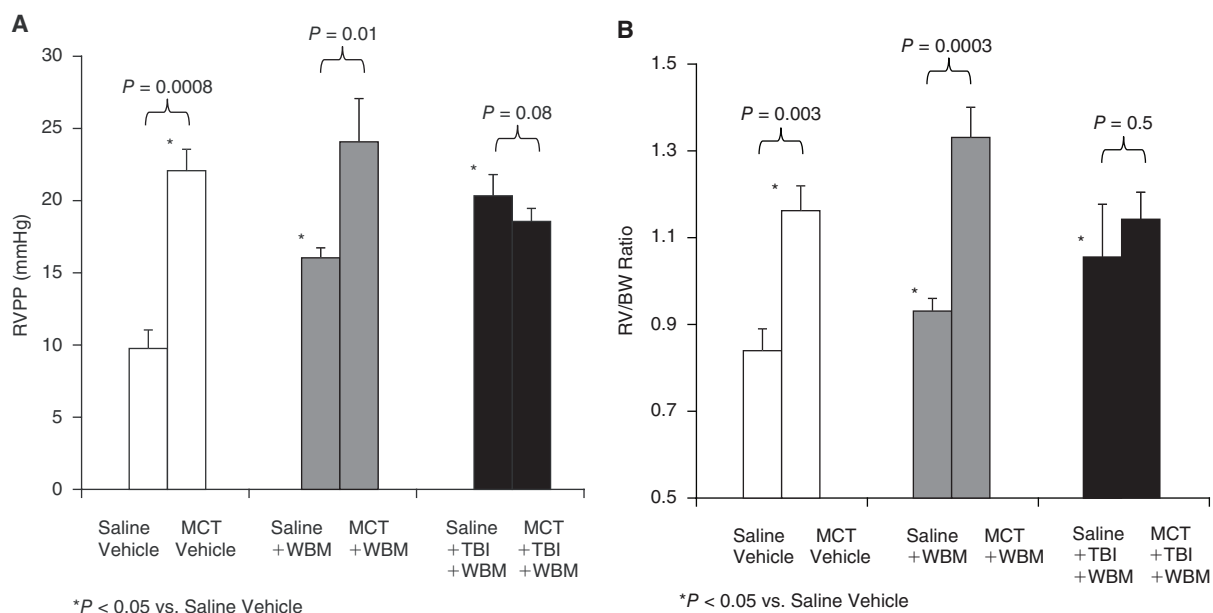 A
P = 0.01
P = 0.0008
P = 0.08
30
25
20
15
10
5
0
RVPP (mmHg)
*
*
*
Saline Vehicle
MCT Vehicle
Saline +WBM
MCT +WBM
Saline +TBI +WBM
MCT +TBI +WBM
*P < 0.05 vs. Saline Vehicle
B
P = 0.0003
P = 0.003
P = 0.5
1.5
1.3
1.1
0.9
0.7
0.5
RV/BW Ratio
*
*
*
Saline Vehicle
MCT Vehicle
Saline +WBM
MCT +WBM
Saline +TBI +WBM
MCT +TBI +WBM
*P < 0.05 vs. Saline Vehicle